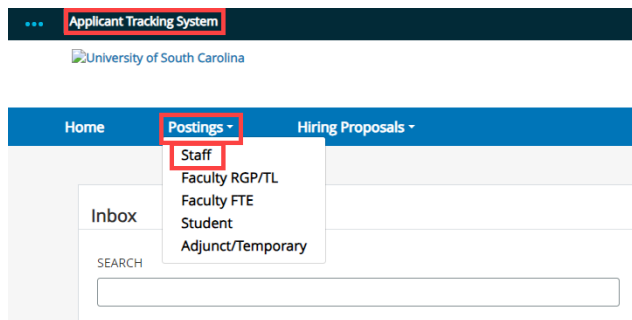 Applicant Tracking System
University of South Carolina
Home Postings Hiring Proposals
Staff
Faculty RGP/TL
Faculty FTE
Student
Adjunct/Temporary
Inbox
SEARCH